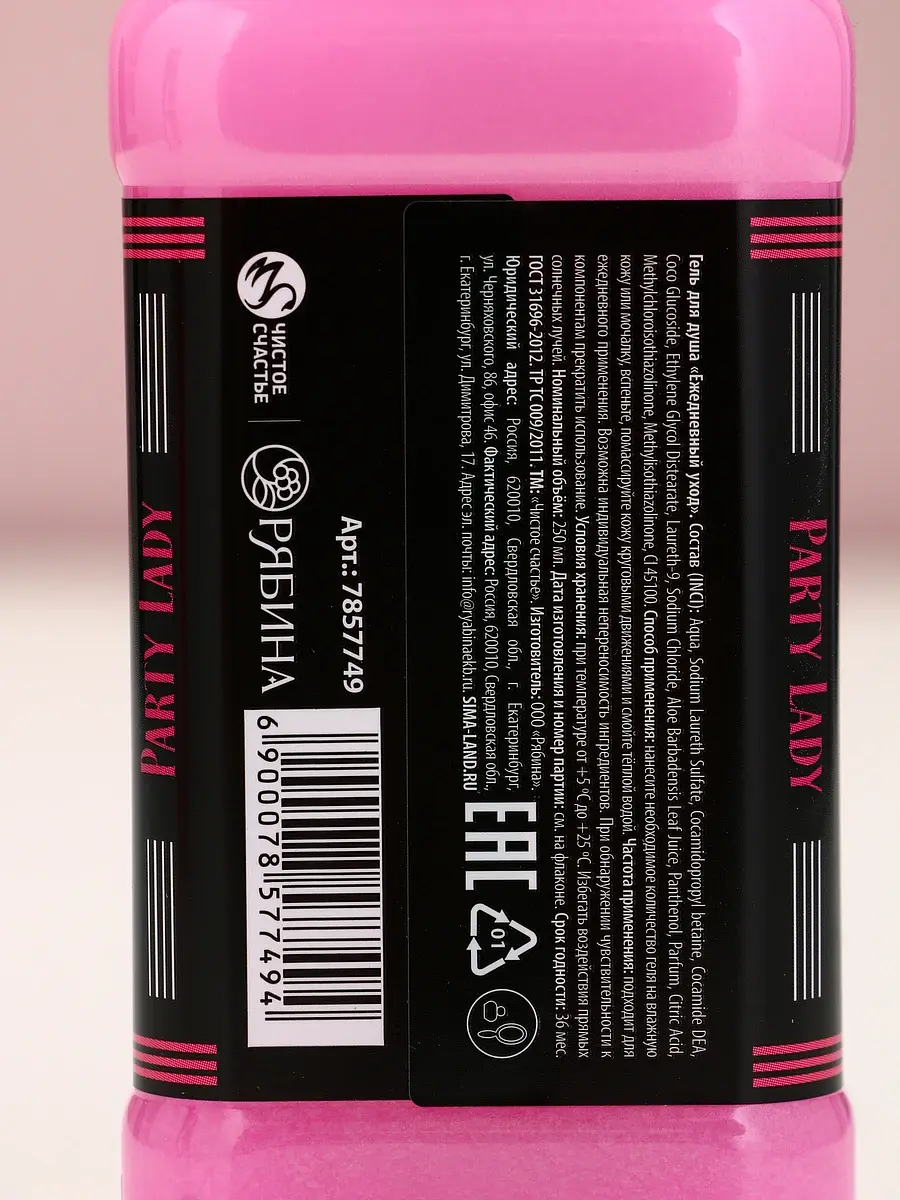 PARTY LADY
Гель для душа «Ежедневный уход». Состав (INCI): Aqua, Sodium Laureth Sulfate, Cocamidopropyl betaine, Cocamide DEA,
Coco Glucoside, Ethylene Glycol Distearate, Laureth-9, Sodium Chloride, Aloe Barbadensis Leaf Juice, Panthenol, Parfum, Citric Acid,
Methylchloroisothiazolinone, Methylisothiazolinone, CI 45100. Способ применения: нанесите необходимое количество геля на влажную
кожу или мочалку, вспеньте, помассируйте кожу круговыми движениями и смойте тёплой водой. Частота применения: подходит для
ежедневного применения. Возможна индивидуальная непереносимость ингредиентов. При обнаружении чувствительности к
компонентам прекратить использование. Условия хранения: при температуре от +5 °C до +25 °C. Избегать воздействия прямых
солнечных лучей. Номинальный объём: 250 мл. Дата изготовления и номер партии: см. на флаконе. Срок годности: 36 мес.
ГОСТ 31696-2012. ТР ТС 009/2011. ТМ: «Чистое счастье». Изготовитель: ООО «Рябина».
Юридический адрес: Россия, 620010, Свердловская обл., г. Екатеринбург,
ул. Черняховского, 86, офис 46. Фактический адрес: Россия, 620010, Свердловская обл.,
г. Екатеринбург, ул. Димитрова, 17. Адрес эл. почты: info@ryabinaekb.ru. SIMA-LAND.RU
EAC
01
Арт.: 7857749
ЧИСТОЕ
СЧАСТЬЕ
РЯБИНА
6 900078 577494
PARTY LADY